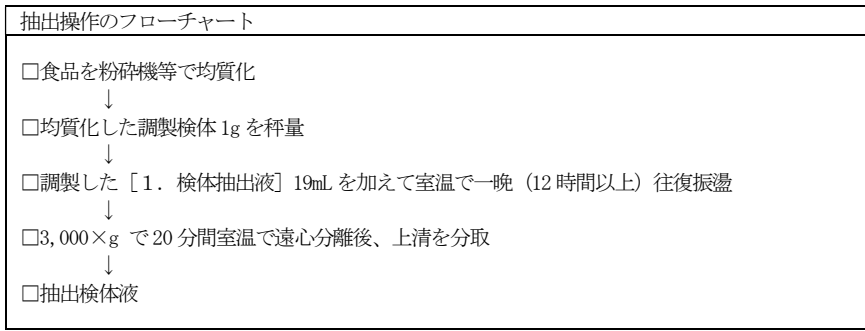 抽出操作のフローチャート
□食品を粉砕機等で均質化
↓
□均質化した調製検体 1g を秤量
↓
□調製した［１．検体抽出液］19mL を加えて室温で一晩（12 時間以上）往復振盪
↓
□3,000×g で 20 分間室温で遠心分離後、上清を分取
↓
□抽出検体液